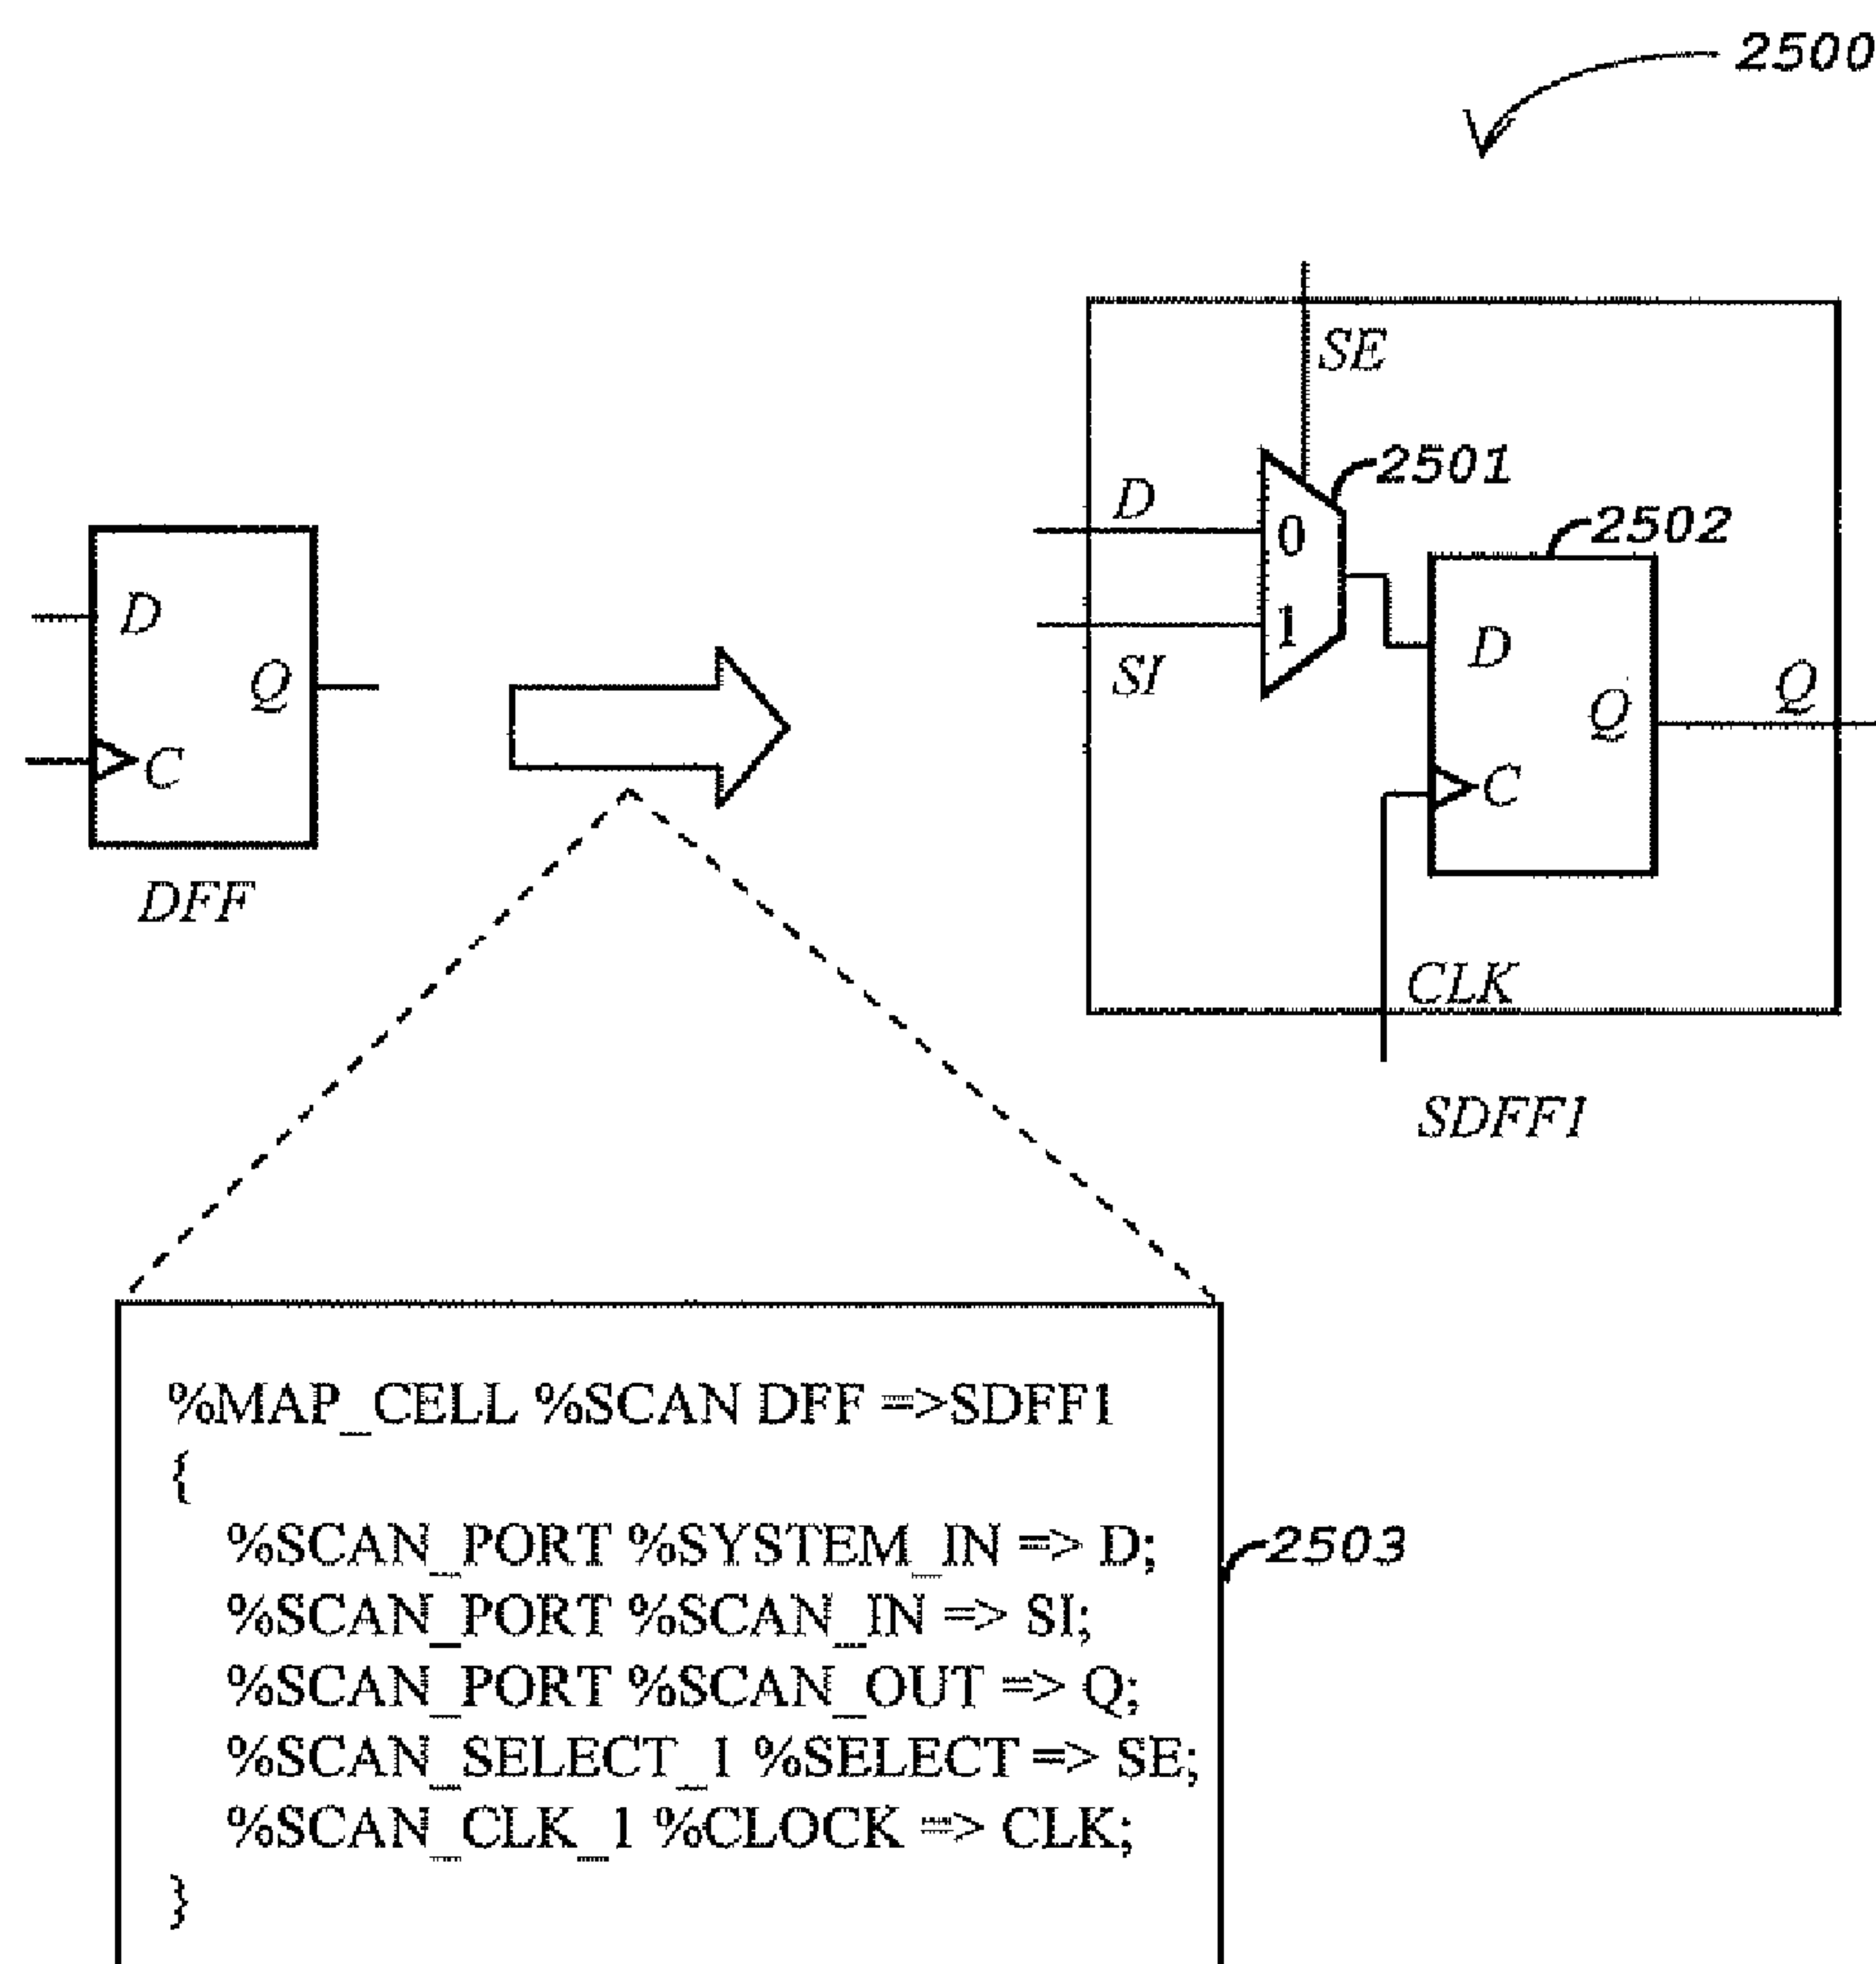 2500
SE
2501
D
0
2502
D
1
D
SI
Q
Q
Q
C
C
DFF
CLK
SDFF1
%MAP_CELL %SCAN DFF =>SDFF1
{
%SCAN_PORT %SYSTEM_IN => D;
2503
%SCAN_PORT %SCAN_IN => SI;
%SCAN_PORT %SCAN_OUT => Q;
%SCAN_SELECT_1 %SELECT => SE;
%SCAN_CLK_1 %CLOCK => CLK;
}